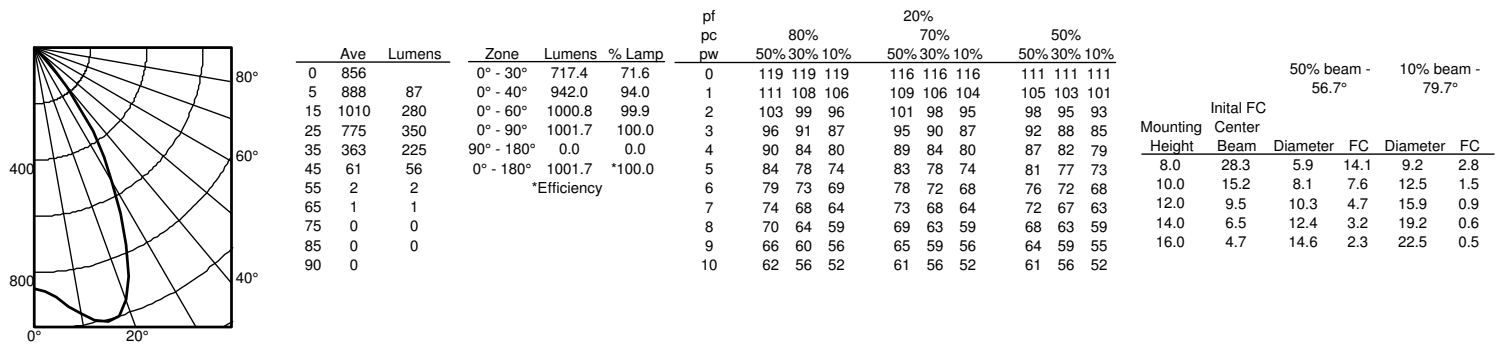 400
800
0°
20°
40°
60°
80°
Ave Lumens
0 856
5 888 87
15 1010 280
25 775 350
35 363 225
45 61 56
55 2 2
65 1 1
75 0 0
85 0 0
90 0
Zone Lumens % Lamp
0° - 30° 717.4 71.6
0° - 40° 942.0 94.0
0° - 60° 1000.8 99.9
0° - 90° 1001.7 100.0
90° - 180° 0.0 0.0
0° - 180° 1001.7 *100.0
*Efficiency
pf 20%
pc 80% 70% 50%
pw 50% 30% 10% 50% 30% 10% 50% 30% 10%
0 119 119 119 116 116 116 111 111 111
1 111 108 106 109 106 104 105 103 101
2 103 99 96 101 98 95 98 95 93
3 96 91 87 95 90 87 92 88 85
4 90 84 80 89 84 80 87 82 79
5 84 78 74 83 78 74 81 77 73
6 79 73 69 78 72 68 76 72 68
7 74 68 64 73 68 64 72 67 63
8 70 64 59 69 63 59 68 63 59
9 66 60 56 65 59 56 64 59 55
10 62 56 52 61 56 52 61 56 52
50% beam - 10% beam -
56.7° 79.7°
Inital FC
Mounting Center
Height Beam Diameter FC Diameter FC
8.0 28.3 5.9 14.1 9.2 2.8
10.0 15.2 8.1 7.6 12.5 1.5
12.0 9.5 10.3 4.7 15.9 0.9
14.0 6.5 12.4 3.2 19.2 0.6
16.0 4.7 14.6 2.3 22.5 0.5